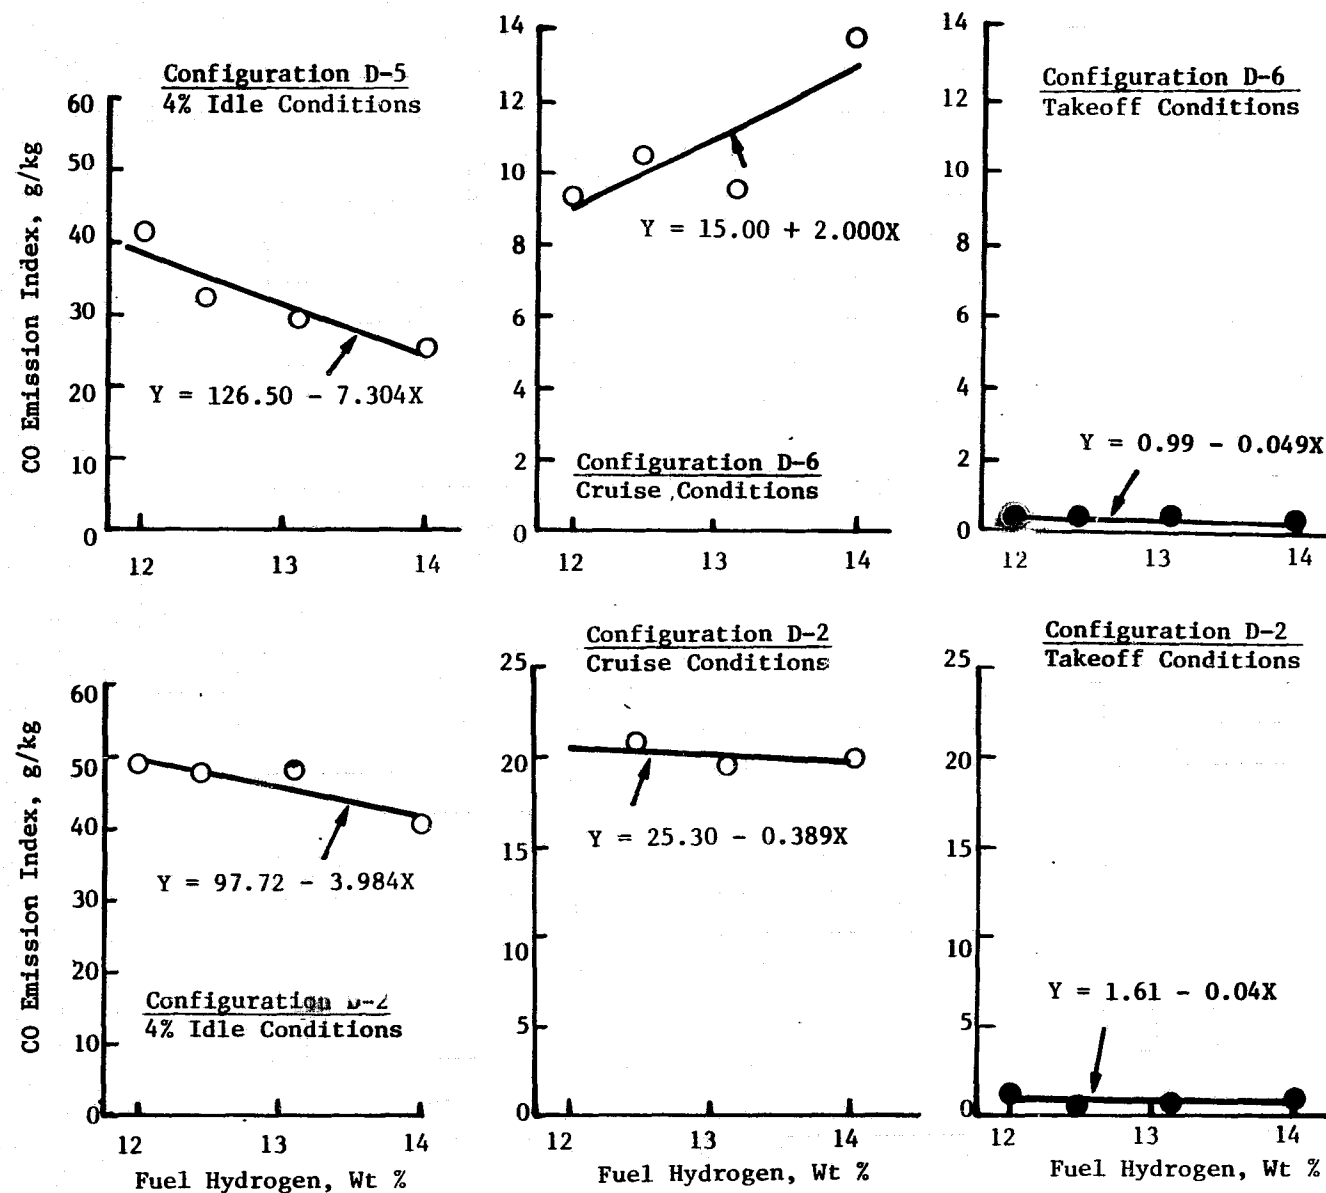 Configuration D-5
4% Idle Conditions
CO Emission Index, g/kg
60
50
40
30
20
10
0
12
13
14
Y = 126.50 - 7.304X
14
12
10
8
6
4
2
0
12
13
14
Y = 15.00 + 2.000X
Configuration D-6
Cruise Conditions
Configuration D-6
Takeoff Conditions
14
12
10
8
6
4
2
0
12
13
14
Y = 0.99 - 0.049X
CO Emission Index, g/kg
60
50
40
30
20
10
0
12
13
14
Y = 97.72 - 3.984X
Configuration D-2
4% Idle Conditions
Fuel Hydrogen, Wt %
Configuration D-2
Cruise Conditions
25
20
15
10
5
0
12
13
14
Y = 25.30 - 0.389X
Fuel Hydrogen, Wt %
Configuration D-2
Takeoff Conditions
25
20
15
10
5
0
12
13
14
Y = 1.61 - 0.04X
Fuel Hydrogen, Wt %